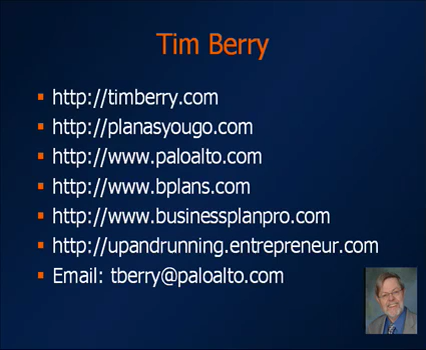 Tim Berry
http://timberry.com
http://planasyougo.com
http://www.paloalto.com
http://www.bplans.com
http://www.businessplanpro.com
http://upandrunning.entrepreneur.com
Email: tberry@paloalto.com